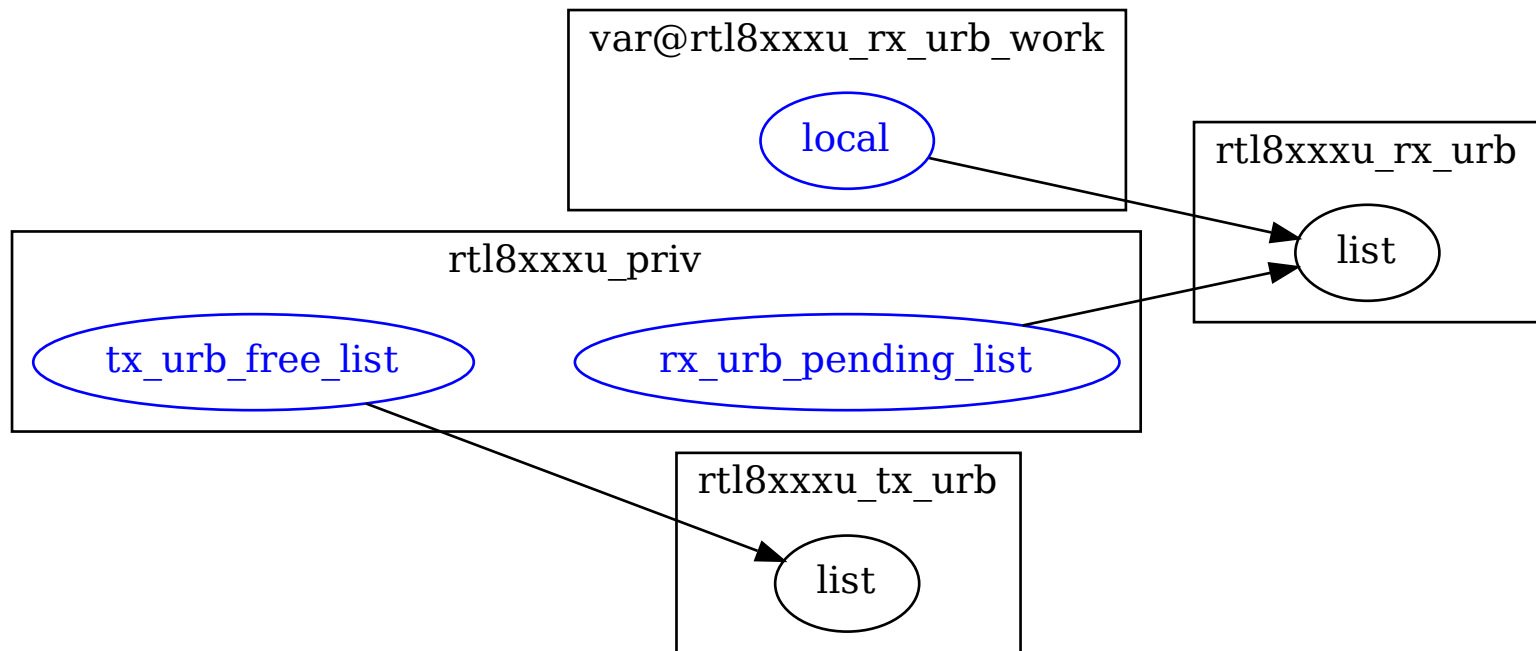 var@rtl8xxxu_rx_urb_work
local
rtl8xxxu_rx_urb
list
rtl8xxxu_priv
tx_urb_free_list
rx_urb_pending_list
rtl8xxxu_tx_urb
list